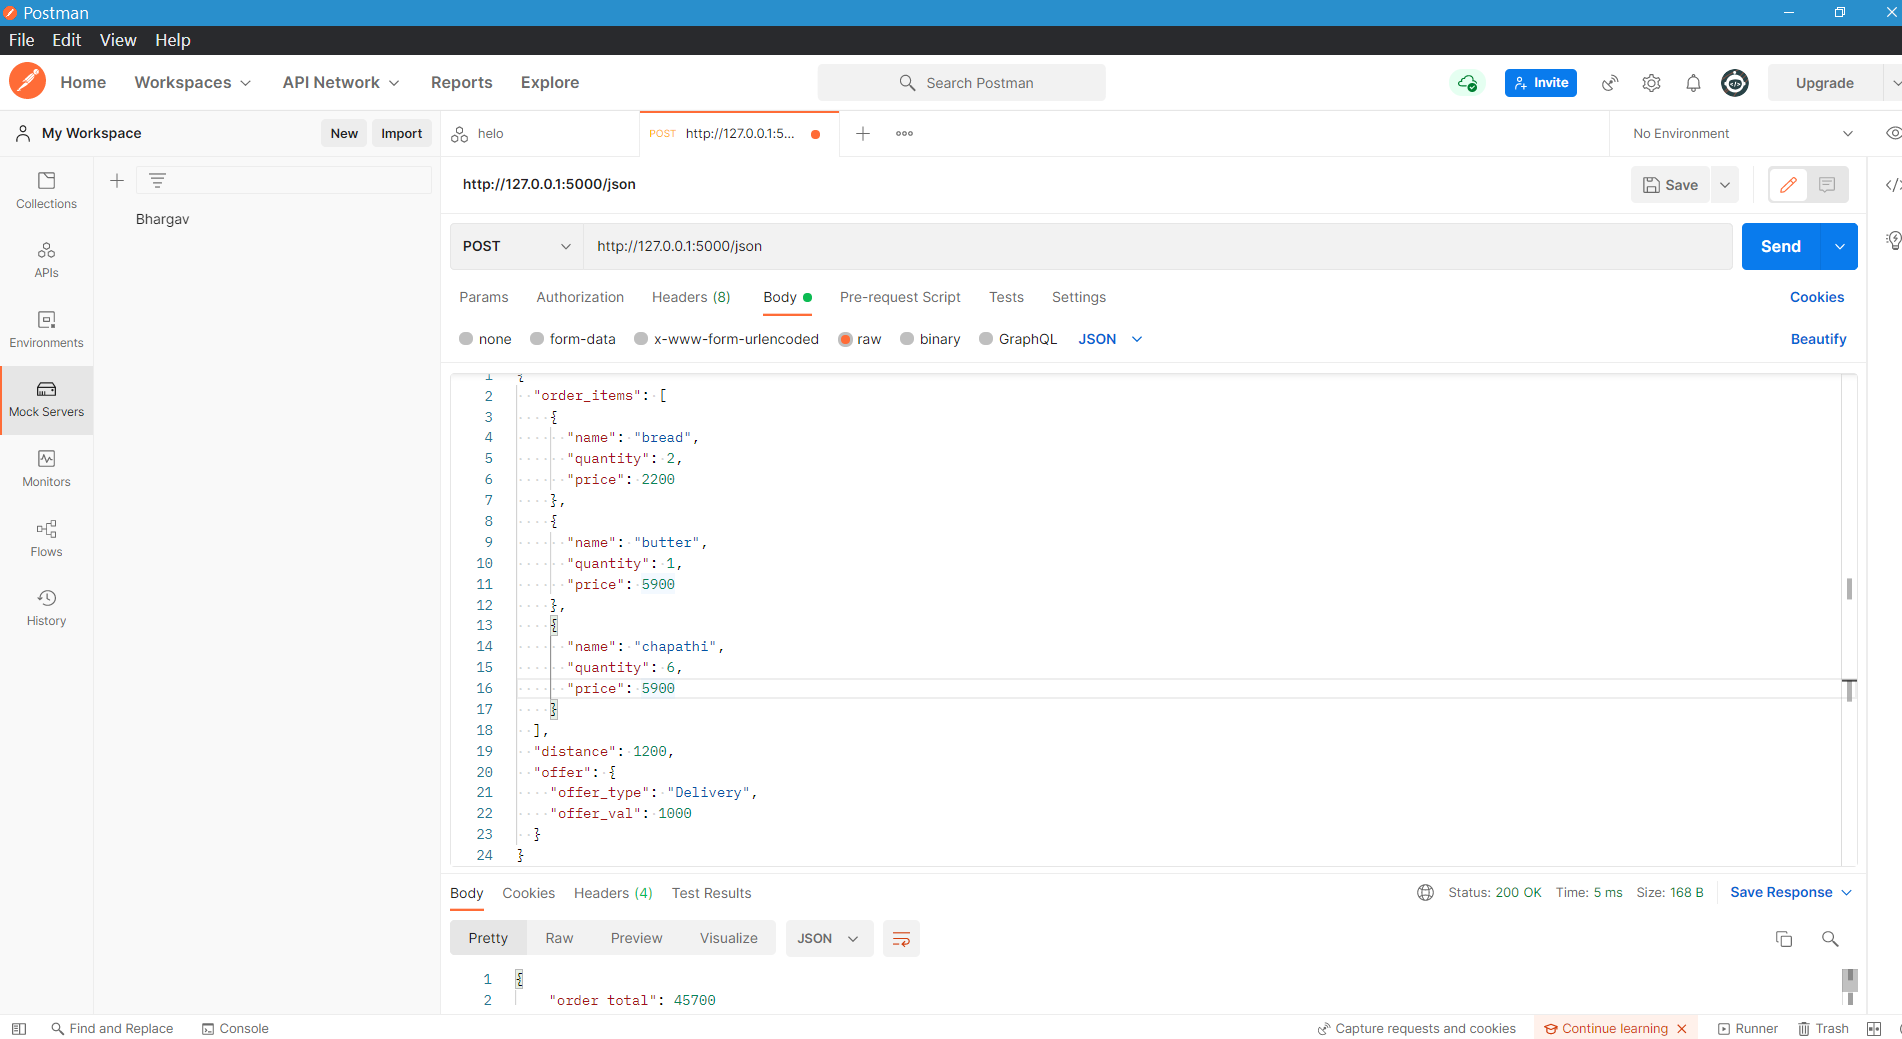 Postman
File Edit View Help
Home Workspaces API Network Reports Explore Search Postman Invite Upgrade
My Workspace New Import helo POST http://127.0.0.1:5... No Environment
Collections
APIs
Environments
Mock Servers
Monitors
Flows
History
Bhargav
http://127.0.0.1:5000/json Save
POST http://127.0.0.1:5000/json Send
Params Authorization Headers (8) Body Pre-request Script Tests Settings Cookies
none form-data x-www-form-urlencoded raw binary GraphQL JSON Beautify
1 {
2 "order_items": [
3 {
4 "name": "bread",
5 "quantity": 2,
6 "price": 2200
7 },
8 {
9 "name": "butter",
10 "quantity": 1,
11 "price": 5900
12 },
13 {
14 "name": "chapathi",
15 "quantity": 6,
16 "price": 5900
17 }
18 ],
19 "distance": 1200,
20 "offer": {
21 "offer_type": "Delivery",
22 "offer_val": 1000
23 }
24 }
Body Cookies Headers (4) Test Results Status: 200 OK Time: 5 ms Size: 168 B Save Response
Pretty Raw Preview Visualize JSON
1 {
2 "order total": 45700
Find and Replace Console Capture requests and cookies Continue learning Runner Trash